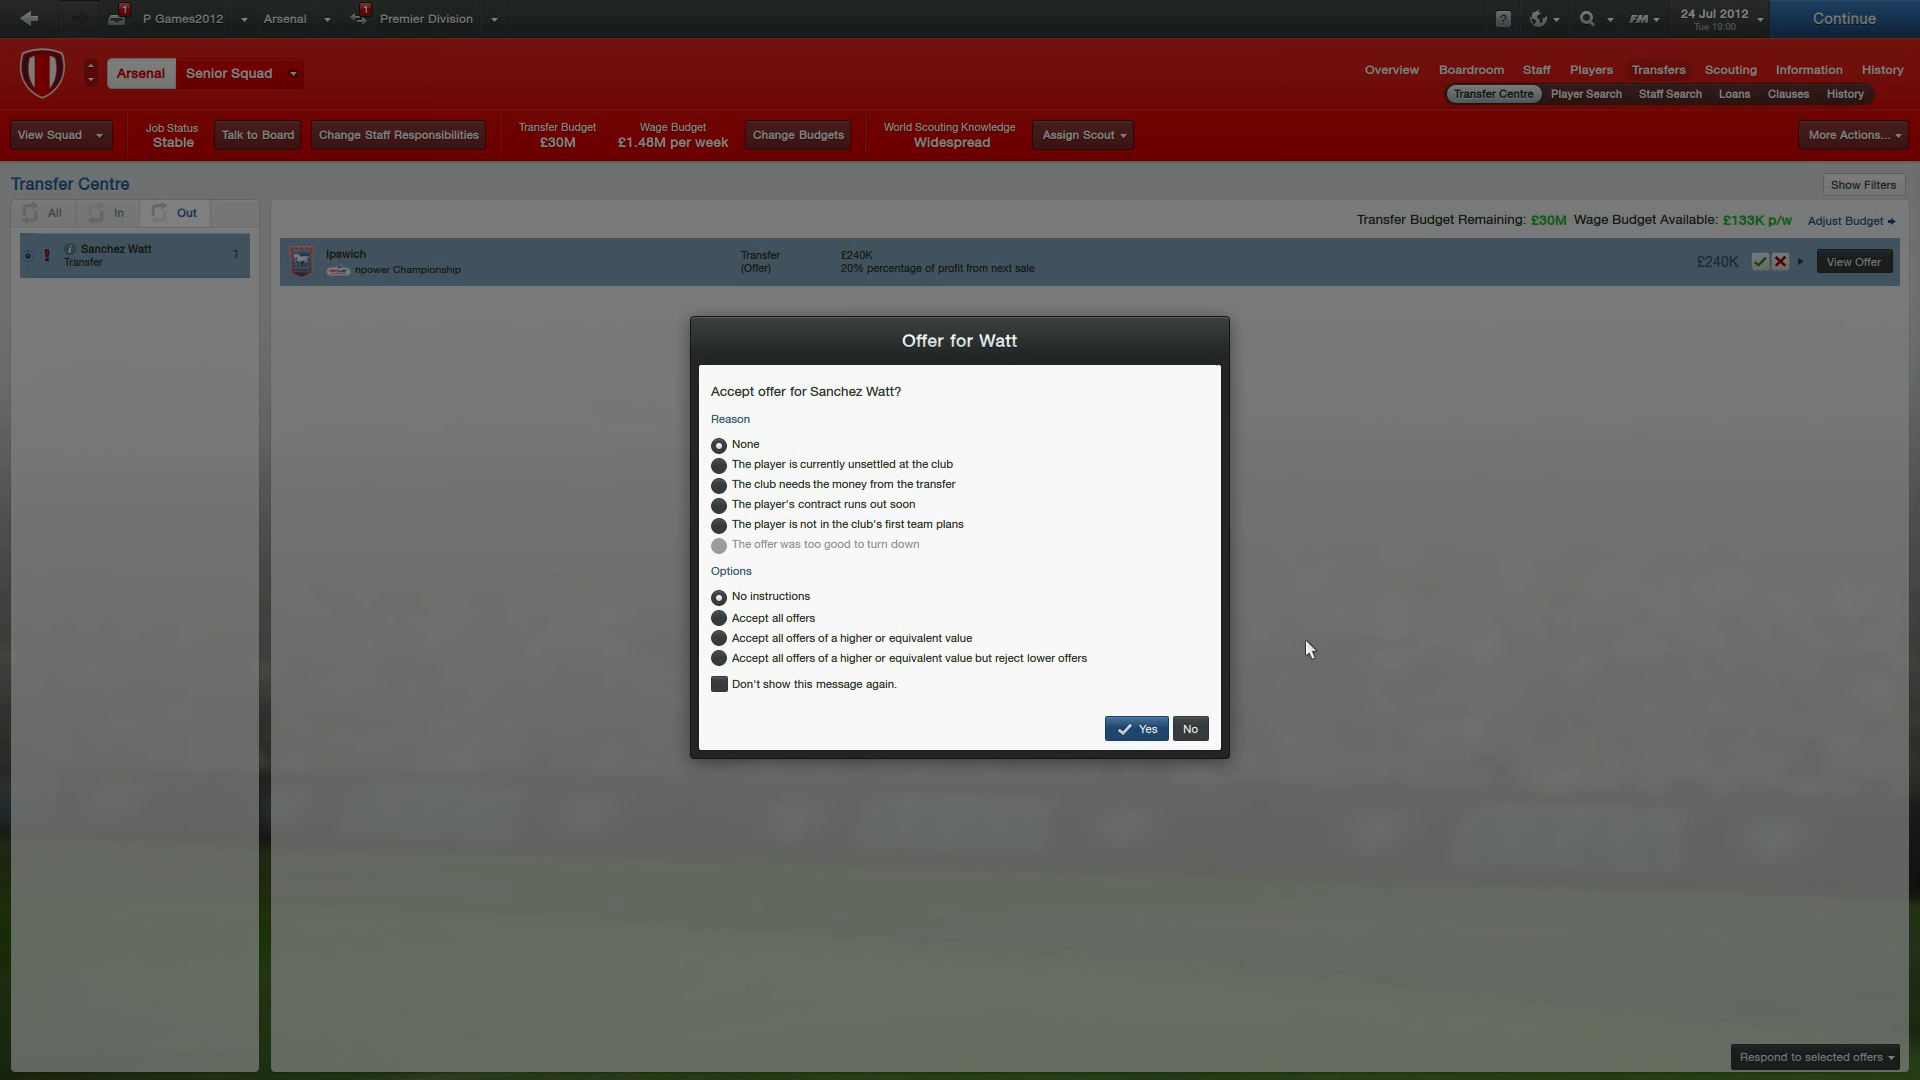 1
P Games2012
Arsenal
1
Premier Division
?
FM
24 Jul 2012
Tue 19:00
Continue
Arsenal
Senior Squad
Overview Boardroom Staff Players Transfers Scouting Information History
Transfer Centre Player Search Staff Search Loans Clauses History
View Squad
Job Status
Stable
Talk to Board
Change Staff Responsibilities
Transfer Budget
£30M
Wage Budget
£1.48M per week
Change Budgets
World Scouting Knowledge
Widespread
Assign Scout
More Actions...
Transfer Centre
Show Filters
All
In
Out
Transfer Budget Remaining: £30M Wage Budget Available: £133K p/w Adjust Budget
Sanchez Watt
Transfer
1
Ipswich
npower Championship
Transfer
(Offer)
£240K
20% percentage of profit from next sale
£240K
View Offer
Offer for Watt
Accept offer for Sanchez Watt?
Reason
None
The player is currently unsettled at the club
The club needs the money from the transfer
The player's contract runs out soon
The player is not in the club's first team plans
The offer was too good to turn down
Options
No instructions
Accept all offers
Accept all offers of a higher or equivalent value
Accept all offers of a higher or equivalent value but reject lower offers
Don't show this message again.
Yes
No
Respond to selected offers